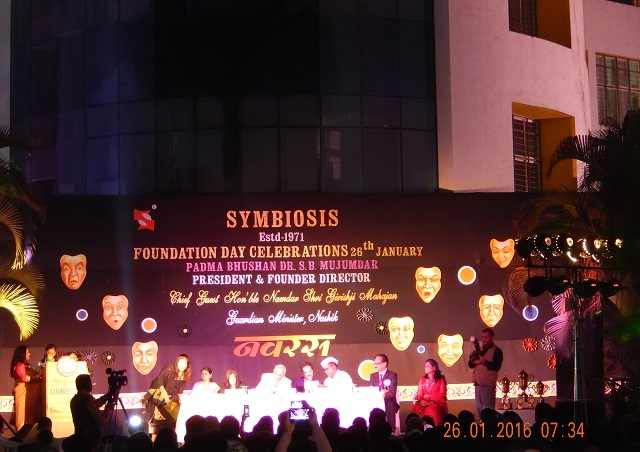 SYMBIOSIS
Estd-1971
FOUNDATION DAY CELEBRATIONS 26th JANUARY
PADMA BHUSHAN DR. S.B. MUJUMDAR
PRESIDENT & FOUNDER DIRECTOR
Chief Guest Hon'ble Namdar Shri Girishji Mahajan
Guardian Minister, Nashik
नवरस
26.01.2016 07:34